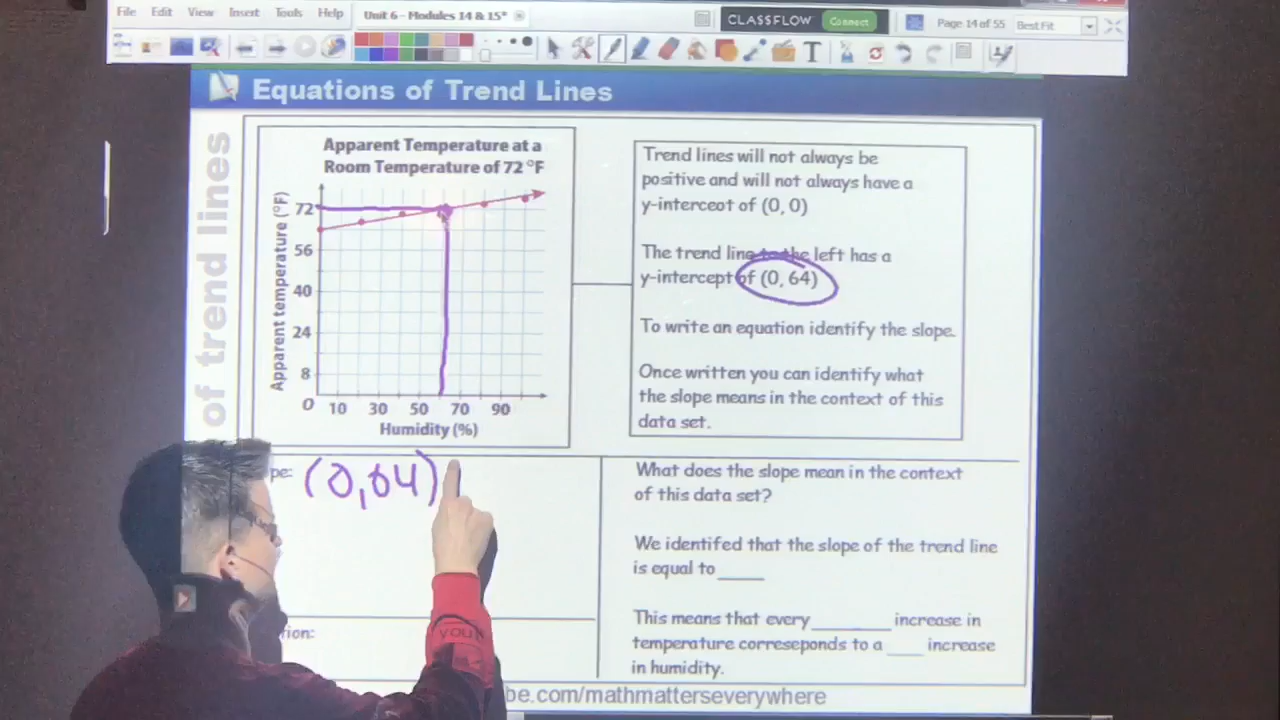 File Edit View Insert Tools Help
Unit 6 - Modules 14 & 15*
CLASSFLOW Connect
Page 14 of 55
Best Fit
T
Equations of Trend Lines
of trend lines
Apparent Temperature at a
Room Temperature of 72 °F
Apparent temperature (°F)
72
56
40
24
8
O 10 30 50 70 90
Humidity (%)
Trend lines will not always be
positive and will not always have a
y-interceot of (0, 0)
The trend line to the left has a
y-intercept of (0, 64)
To write an equation identify the slope.
Once written you can identify what
the slope means in the context of this
data set.
pe: (0,64)
tion:
What does the slope mean in the context
of this data set?
We identifed that the slope of the trend line
is equal to ____
This means that every ______ increase in
temperature correseponds to a ___ increase
in humidity.
be.com/mathmatterseverywhere
YOU